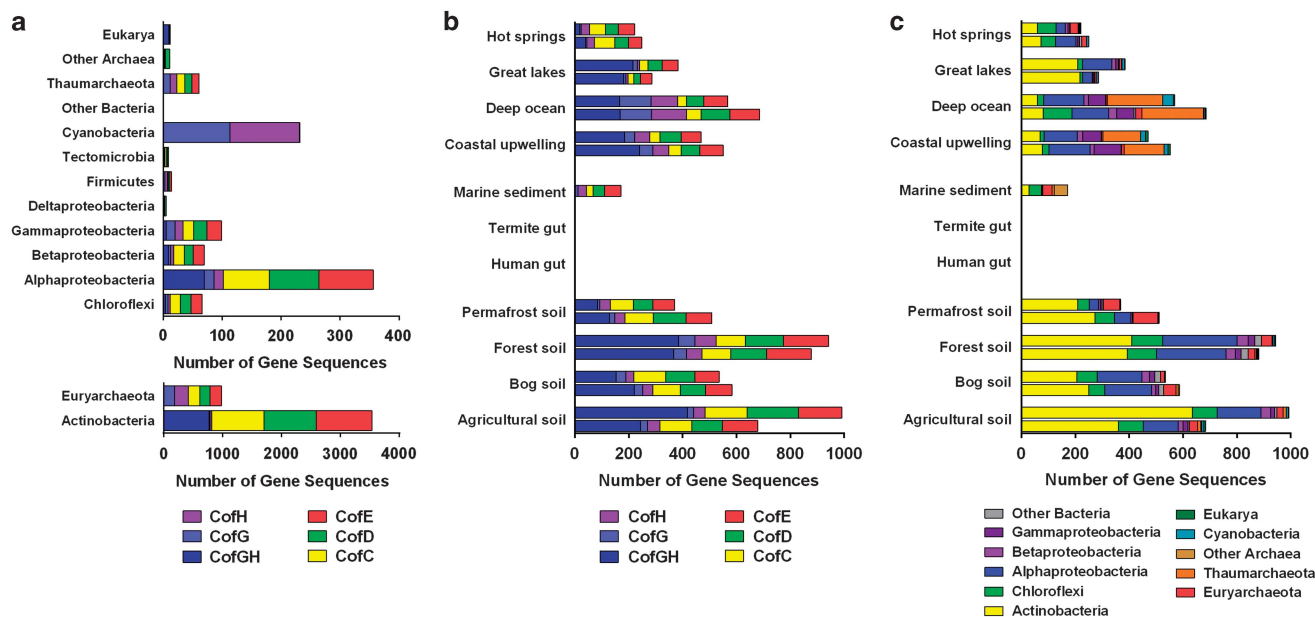 a
Eukarya
Other Archaea
Thaumarchaeota
Other Bacteria
Cyanobacteria
Tectomicrobia
Firmicutes
Deltaproteobacteria
Gammaproteobacteria
Betaproteobacteria
Alphaproteobacteria
Chloroflexi
0 100 200 300 400
Number of Gene Sequences
Euryarchaeota
Actinobacteria
0 1000 2000 3000 4000
Number of Gene Sequences
CofH CofE
CofG CofD
CofGH CofC
b
Hot springs
Great lakes
Deep ocean
Coastal upwelling
Marine sediment
Termite gut
Human gut
Permafrost soil
Forest soil
Bog soil
Agricultural soil
0 200 400 600 800 1000
Number of Gene Sequences
CofH CofE
CofG CofD
CofGH CofC
c
Hot springs
Great lakes
Deep ocean
Coastal upwelling
Marine sediment
Termite gut
Human gut
Permafrost soil
Forest soil
Bog soil
Agricultural soil
0 200 400 600 800 1000
Number of Gene Sequences
Other Bacteria Eukarya
Gammaproteobacteria Cyanobacteria
Betaproteobacteria Other Archaea
Alphaproteobacteria Thaumarchaeota
Chloroflexi Euryarchaeota
Actinobacteria